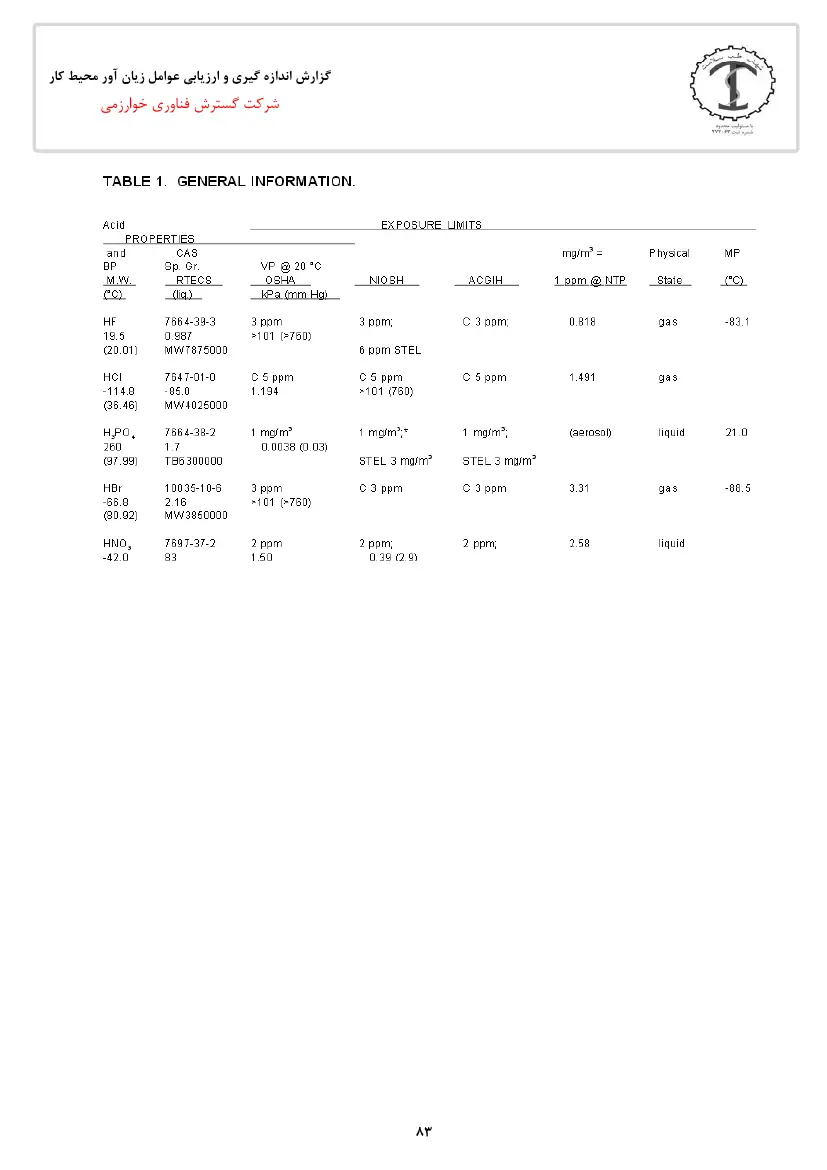 گزارش اندازه گیری و ارزیابی عوامل زیان آور محیط کار
شرکت گسترش فناوری خوارزمی
شهاب طب سلامت
با مسئولیت محدود
TABLE 1. GENERAL INFORMATION.
Acid EXPOSURE LIMITS
PROPERTIES
and CAS mg/m³ = Physical MP
BP Sp. Gr. VP @ 20 °C
M.W. RTECS OSHA NIOSH ACGIH 1 ppm @ NTP State (°C)
(°C) (liq.) kPa (mm Hg)
HF 7664-39-3 3 ppm 3 ppm; C 3 ppm; 0.818 gas -83.1
19.5 0.987 >101 (>760)
(20.01) MW7875000 6 ppm STEL
HCl 7647-01-0 C 5 ppm C 5 ppm C 5 ppm 1.491 gas
-114.8 -85.0 1.194 >101 (760)
(36.46) MW4025000
H₃PO₄ 7664-38-2 1 mg/m³ 1 mg/m³;* 1 mg/m³; (aerosol) liquid 21.0
260 1.7 0.0038 (0.03)
(97.99) TB6300000 STEL 3 mg/m³ STEL 3 mg/m³
HBr 10035-10-6 3 ppm C 3 ppm C 3 ppm 3.31 gas -88.5
-66.8 2.16 >101 (>760)
(80.92) MW3850000
HNO₃ 7697-37-2 2 ppm 2 ppm; 2 ppm; 2.58 liquid
-42.0 83 1.50 0.39 (2.9)
۸۳